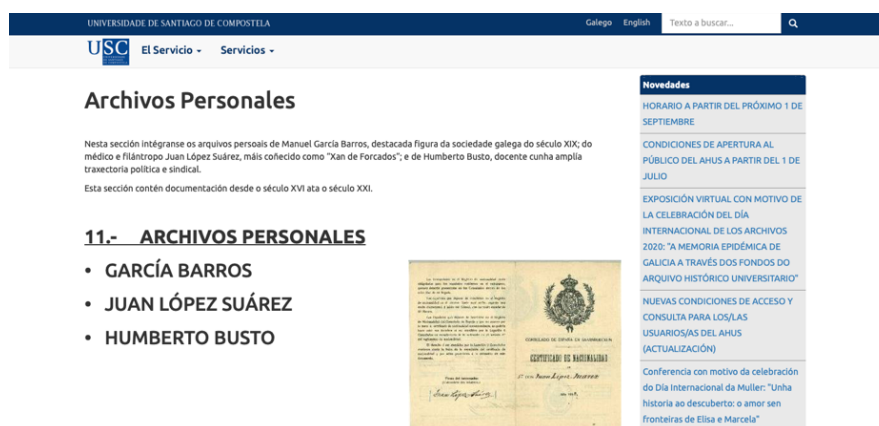 UNIVERSIDADE DE SANTIAGO DE COMPOSTELA
Galego English Texto a buscar...
USC El Servicio Servicios
Archivos Personales
Nesta sección intégranse os arquivos persoais de Manuel García Barros, destacada figura da sociedade galega do século XIX; do
médico e filántropo Juan López Suárez, máis coñecido como "Xan de Forcados"; e de Humberto Busto, docente cunha amplia
traxectoria política e sindical.
Esta sección contén documentación desde o século XVI ata o século XXI.
11.- ARCHIVOS PERSONALES
• GARCÍA BARROS
• JUAN LÓPEZ SUÁREZ
• HUMBERTO BUSTO
CONSULADO DE ESPAÑA EN
CERTIFICADO DE NACIONALIDAD
Novedades
HORARIO A PARTIR DEL PRÓXIMO 1 DE
SEPTIEMBRE
CONDICIONES DE APERTURA AL
PÚBLICO DEL AHUS A PARTIR DEL 1 DE
JULIO
EXPOSICIÓN VIRTUAL CON MOTIVO DE
LA CELEBRACIÓN DEL DÍA
INTERNACIONAL DE LOS ARCHIVOS
2020: "A MEMORIA EPIDÉMICA DE
GALICIA A TRAVÉS DOS FONDOS DO
ARQUIVO HISTÓRICO UNIVERSITARIO"
NUEVAS CONDICIONES DE ACCESO Y
CONSULTA PARA LOS/LAS
USUARIOS/AS DEL AHUS
(ACTUALIZACIÓN)
Conferencia con motivo da celebración
do Día Internacional da Muller: "Unha
historia ao descuberto: o amor sen
fronteiras de Elisa e Marcela"